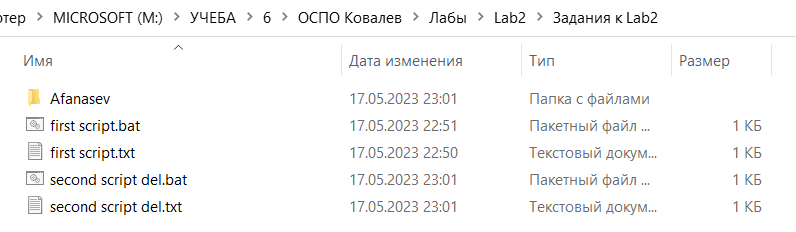 отер > MICROSOFT (M:) > УЧЕБА > 6 > ОСПО Ковалев > Лабы > Lab2 > Задания к Lab2
Имя Дата изменения Тип Размер
Afanasev 17.05.2023 23:01 Папка с файлами
first script.bat 17.05.2023 22:51 Пакетный файл ... 1 КБ
first script.txt 17.05.2023 22:50 Текстовый докум... 1 КБ
second script del.bat 17.05.2023 23:01 Пакетный файл ... 1 КБ
second script del.txt 17.05.2023 23:01 Текстовый докум... 1 КБ